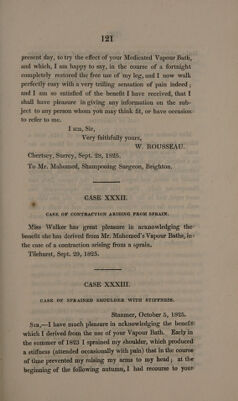 121
present day, to try the effect of your Medicated Vapour Bath,
and which, I am happy to say, in the course of a fortnight
completely restored the free use of my leg, and I now walk
perfectly easy with a very trifling sensation of pain indeed ;
and I am so satisfied of the benefit I have received, that I
shall have pleasure in giving any information on the sub-
ject to any person whom you may think fit, or have occasion
to refer to me.
I am, Sir,
Very faithfully yours,
W. ROUSSEAU.
Chertsey, Surrey, Sept. 28, 1825.
To Mr. Mahomed, Shampooing Surgeon, Brighton.
CASE XXXII.
CASE OF CONTRACTION ARISING FROM SPRAIN.
Miss Walker has great pleasure in acknowledging the
benefit she has derived from Mr. Mahomed's Vapour Baths, in
the case of a contraction arising from a sprain.
Tilehurst, Sept. 29, 1825.
CASE XXXIII.
CASE OF SPRAINED SHOULDER WITH STIFFNESS.
Stanmer, October 5, 1825.
SIR,—I have much pleasure in acknowledging the benefit
which I derived from the use of your Vapour Bath. Early in
the summer of 1823 I sprained my shoulder, which produced
a stiffness (attended occasionally with pain) that in the course
of time prevented my raising my arms to my head ; at the
beginning of the following autumn, I had recourse to your